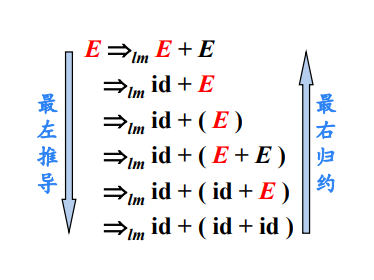 E ⇒lm E + E
⇒lm id + E
⇒lm id + ( E )
⇒lm id + ( E + E )
⇒lm id + ( id + E )
⇒lm id + ( id + id )
最左推导
最右归约